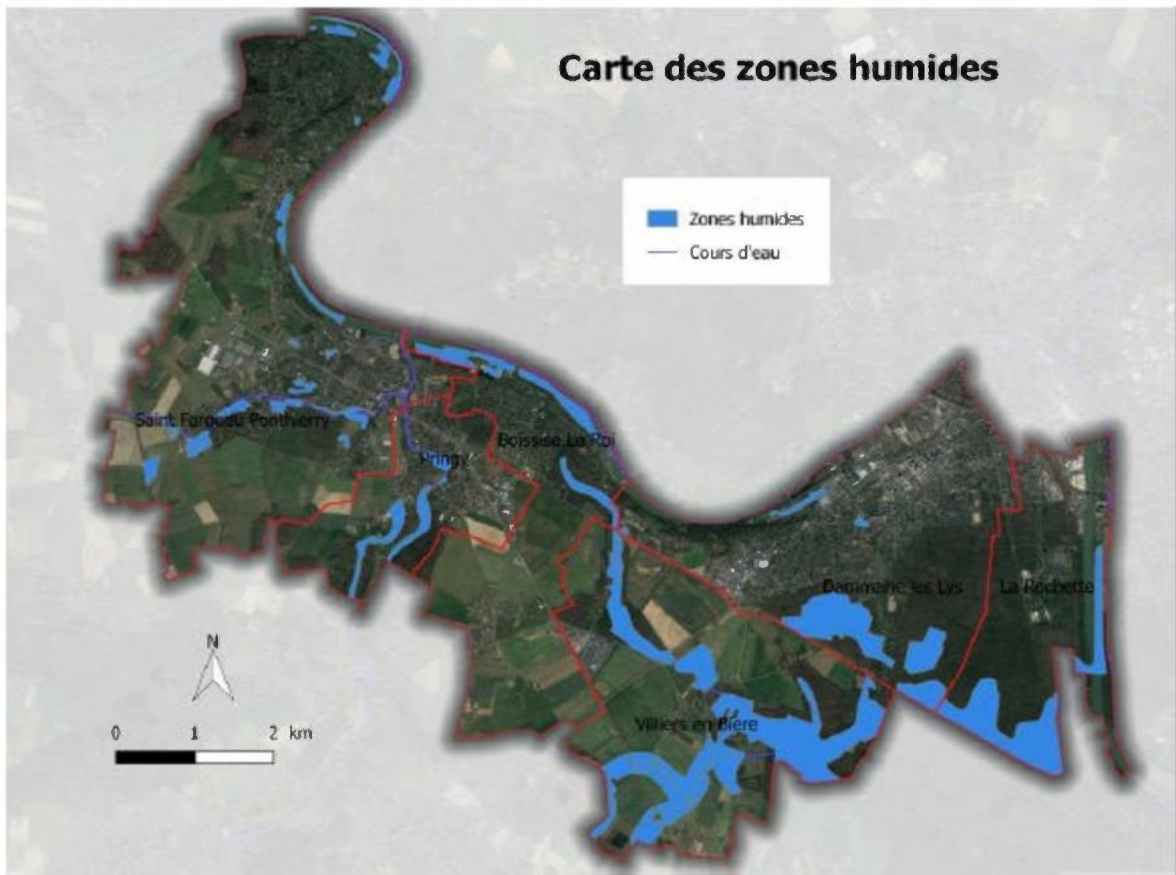 Carte des zones humides
Zones humides
Cours d'eau
Saint Fargeau Ponthierry
Boissise Le Roi
Pringy
Dammarie les Lys
La Rochette
Villiers en Bière
N
0 1 2 km